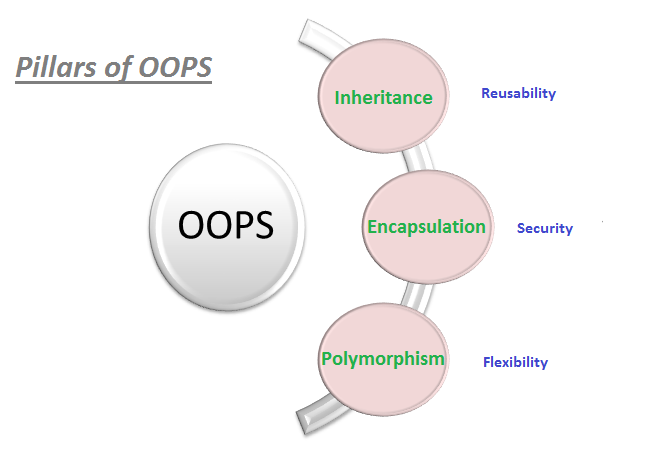 Pillars of OOPS
Inheritance
Reusability
OOPS
Encapsulation
Security
Polymorphism
Flexibility